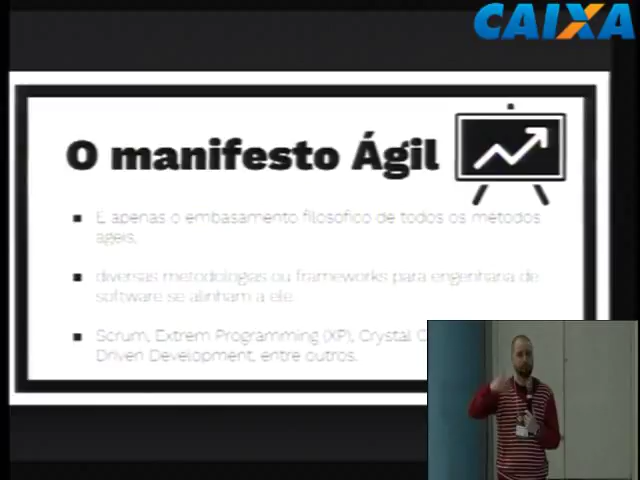 CAIXA
O manifesto Ágil
É apenas o embasamento filosófico de todos os métodos
ágeis.
diversas metodologias ou frameworks para engenharia de
software se alinham a ele
Scrum, Extrem Programming (XP), Crystal
Driven Development, entre outros.